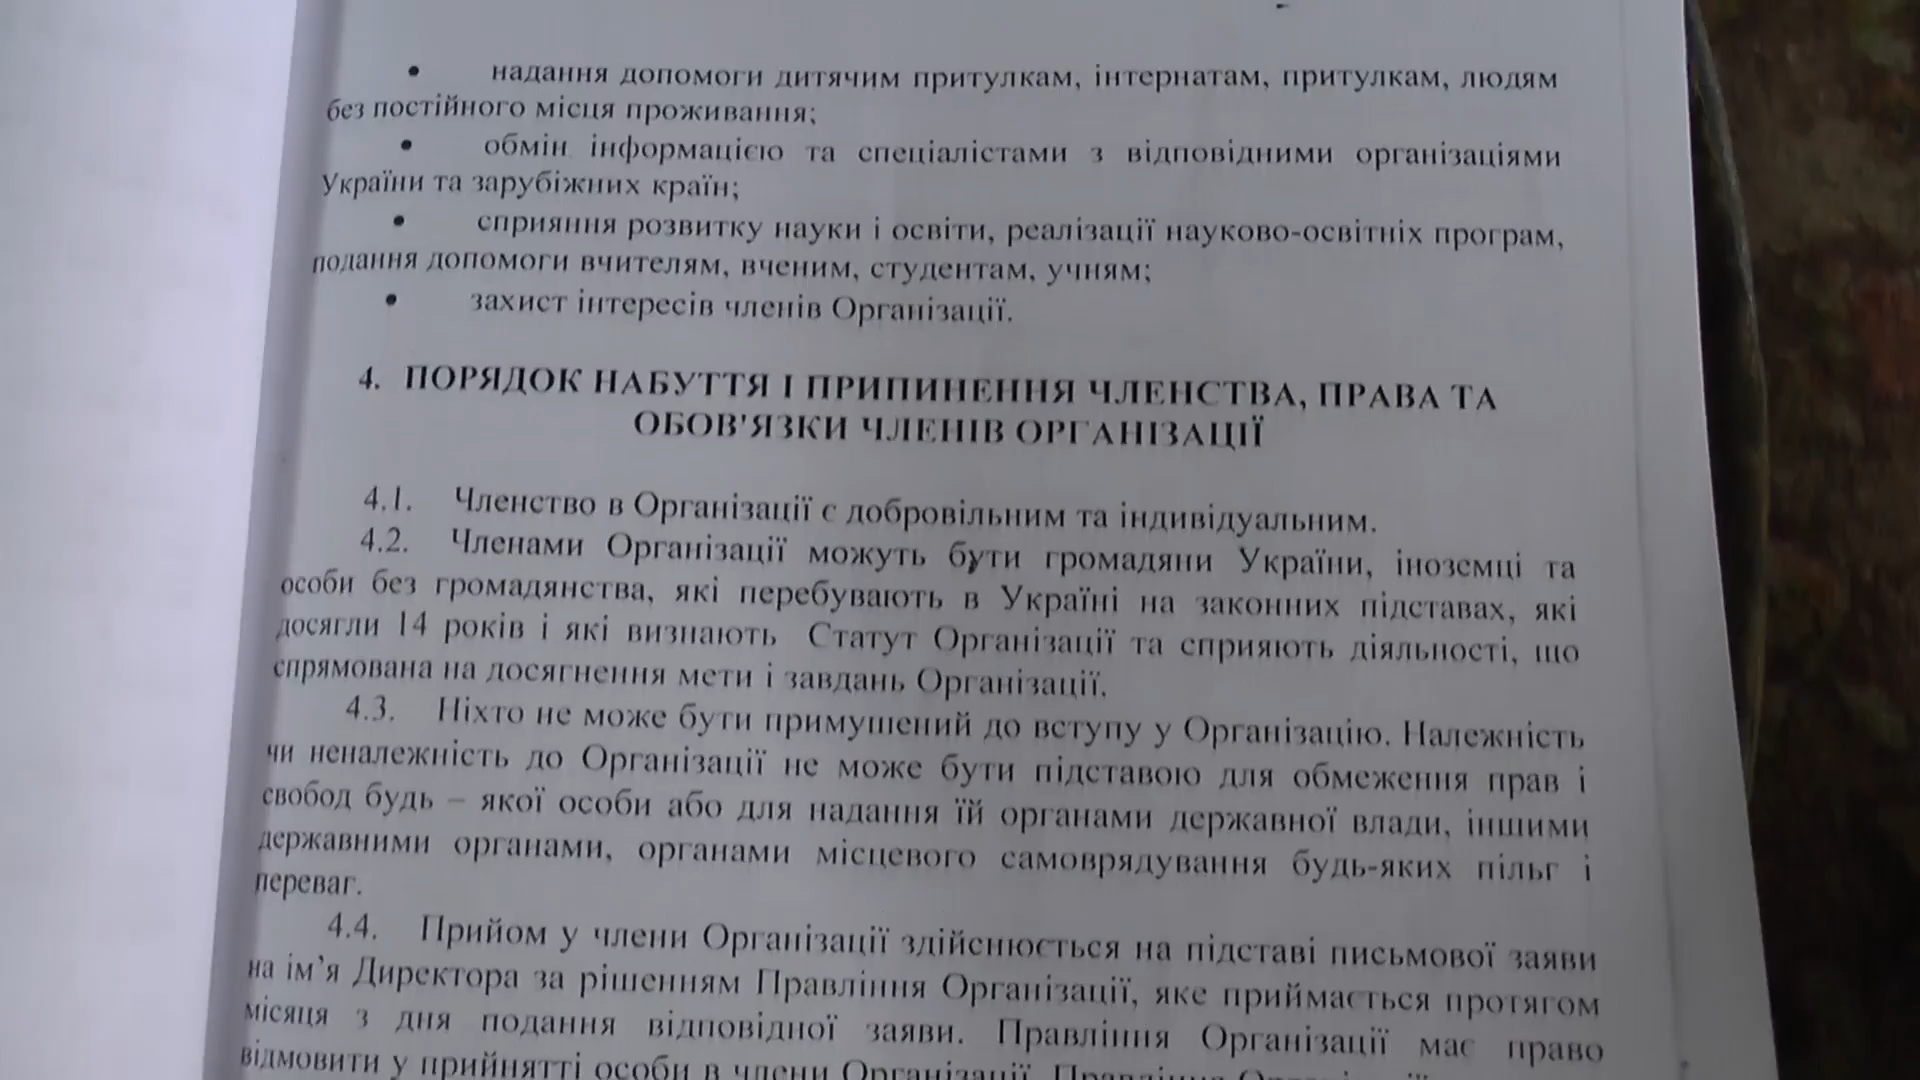 • надання допомоги дитячим притулкам, інтернатам, притулкам, людям
без постійного місця проживання;
• обмін інформацією та спеціалістами з відповідними організаціями
України та зарубіжних країн;
• сприяння розвитку науки і освіти, реалізації науково-освітніх програм,
подання допомоги вчителям, вченим, студентам, учням;
• захист інтересів членів Організації.
4. ПОРЯДОК НАБУТТЯ І ПРИПИНЕННЯ ЧЛЕНСТВА, ПРАВА ТА
ОБОВ'ЯЗКИ ЧЛЕНІВ ОРГАНІЗАЦІЇ
4.1. Членство в Організації є добровільним та індивідуальним.
4.2. Членами Організації можуть бути громадяни України, іноземці та
особи без громадянства, які перебувають в Україні на законних підставах, які
досягли 14 років і які визнають Статут Організації та сприяють діяльності, що
спрямована на досягнення мети і завдань Організації.
4.3. Ніхто не може бути примушений до вступу у Організацію. Належність
чи неналежність до Організації не може бути підставою для обмеження прав і
свобод будь – якої особи або для надання їй органами державної влади, іншими
державними органами, органами місцевого самоврядування будь-яких пільг і
переваг.
4.4. Прийом у члени Організації здійснюється на підставі письмової заяви
на ім’я Директора за рішенням Правління Організації, яке приймається протягом
місяця з дня подання відповідної заяви. Правління Організації має право
відмовити у прийнятті особи в члени Організації. Правління